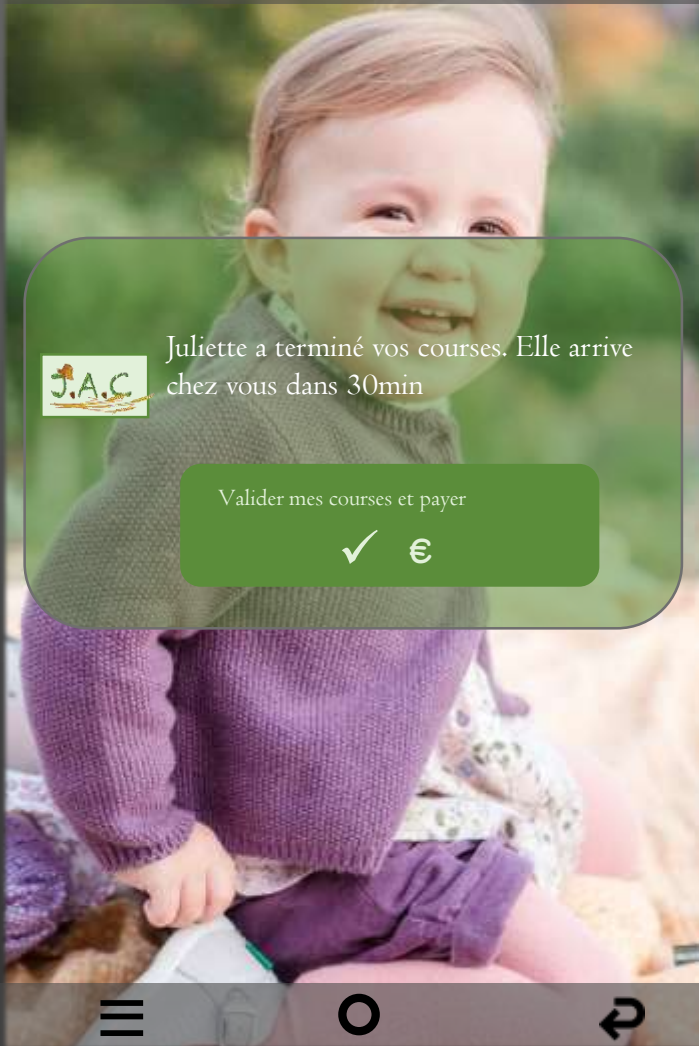 Juliette a terminé vos courses. Elle arrive
chez vous dans 30min
J.A.C
Valider mes courses et payer
€